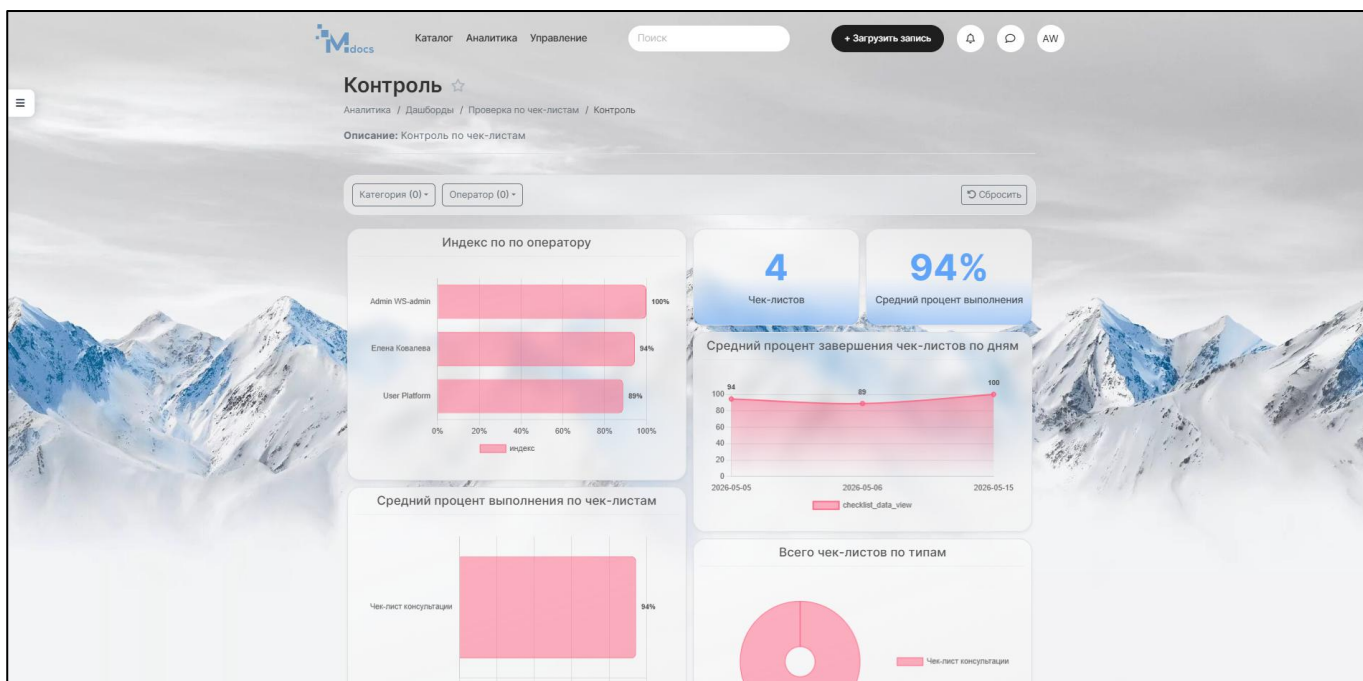 Mdocs
Каталог Аналитика Управление Поиск + Загрузить запись AW
Контроль
Аналитика / Дашборды / Проверка по чек-листам / Контроль
Описание: Контроль по чек-листам
Категория (0) Оператор (0) Сбросить
Индекс по по оператору
Admin WS-admin 100%
Елена Ковалева 94%
User Platform 89%
0% 20% 40% 60% 80% 100%
индекс
4
Чек-листов
94%
Средний процент выполнения
Средний процент завершения чек-листов по дням
94 89 100
100
80
60
40
20
0
2026-05-05 2026-05-06 2026-05-15
checklist_data_view
Средний процент выполнения по чек-листам
Чек-лист консультации 94%
Всего чек-листов по типам
Чек-лист консультации